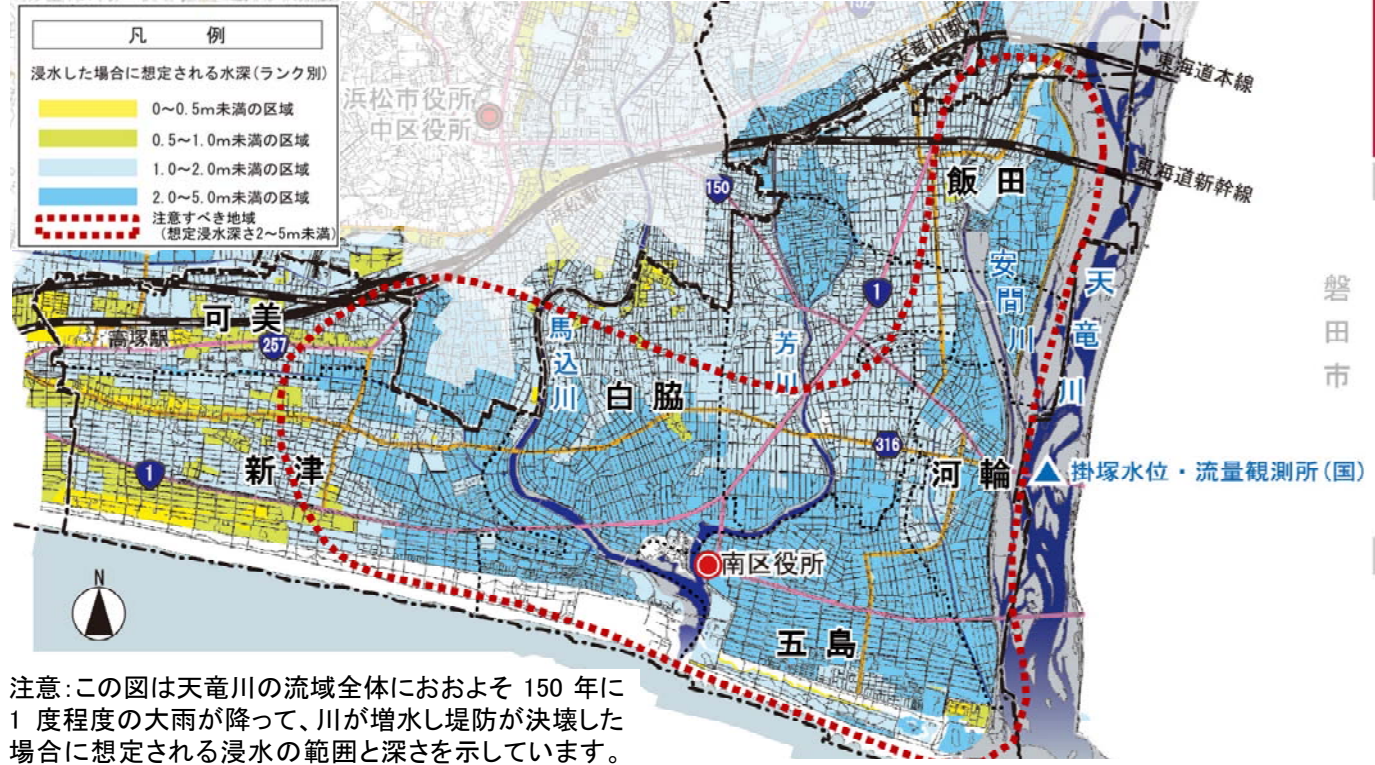 凡 例
浸水した場合に想定される水深(ランク別)
0～0.5m未満の区域
0.5～1.0m未満の区域
1.0～2.0m未満の区域
2.0～5.0m未満の区域
注意すべき地域
(想定浸水深さ2～5m未満)
天竜川駅
東海道本線
152
浜松市役所
中区役所
150
飯田
東海道新幹線
浜松駅
安間川
天竜川
磐田市
1
可美
高塚駅
257
馬込川
芳川
白脇
316
新津
1
河輪
掛塚水位・流量観測所(国)
南区役所
N
五島
注意:この図は天竜川の流域全体におおよそ 150 年に
1 度程度の大雨が降って、川が増水し堤防が決壊した
場合に想定される浸水の範囲と深さを示しています。